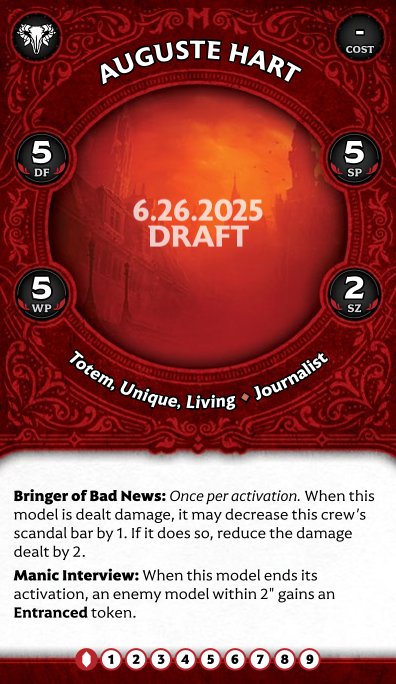 AUGUSTE HART
-
COST
5
DF
5
SP
6.26.2025
DRAFT
5
WP
2
SZ
Totem, Unique, Living ♦ Journalist
Bringer of Bad News: Once per activation. When this
model is dealt damage, it may decrease this crew's
scandal bar by 1. If it does so, reduce the damage
dealt by 2.
Manic Interview: When this model ends its
activation, an enemy model within 2" gains an
Entranced token.
1 2 3 4 5 6 7 8 9